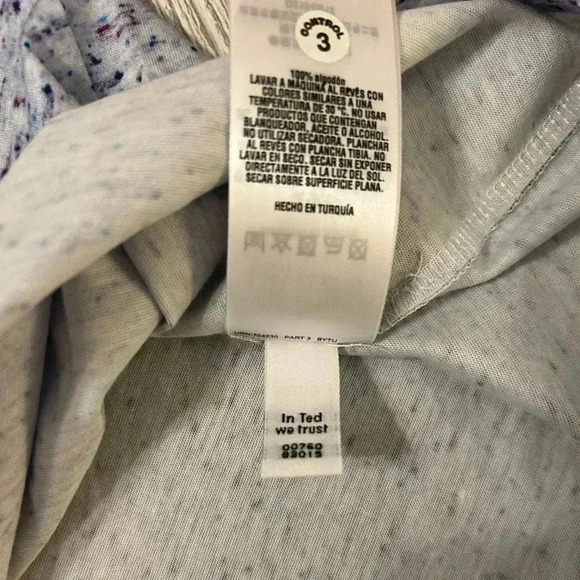 CONTROL
3
100% algodón
LAVAR A MÁQUINA AL REVÉS CON
COLORES SIMILARES A UNA
TEMPERATURA DE 30 °C. NO USAR
PRODUCTOS QUE CONTENGAN
BLANQUEADOR, ACEITE O ALCOHOL.
NO UTILIZAR SECADORA. PLANCHAR
AL REVÉS CON PLANCHA TIBIA. NO
LAVAR EN SECO. SECAR SIN EXPONER
DIRECTAMENTE A LA LUZ DEL SOL.
SECAR SOBRE SUPERFICIE PLANA.
HECHO EN TURQUÍA
PART 3
In Ted
we trust
00760